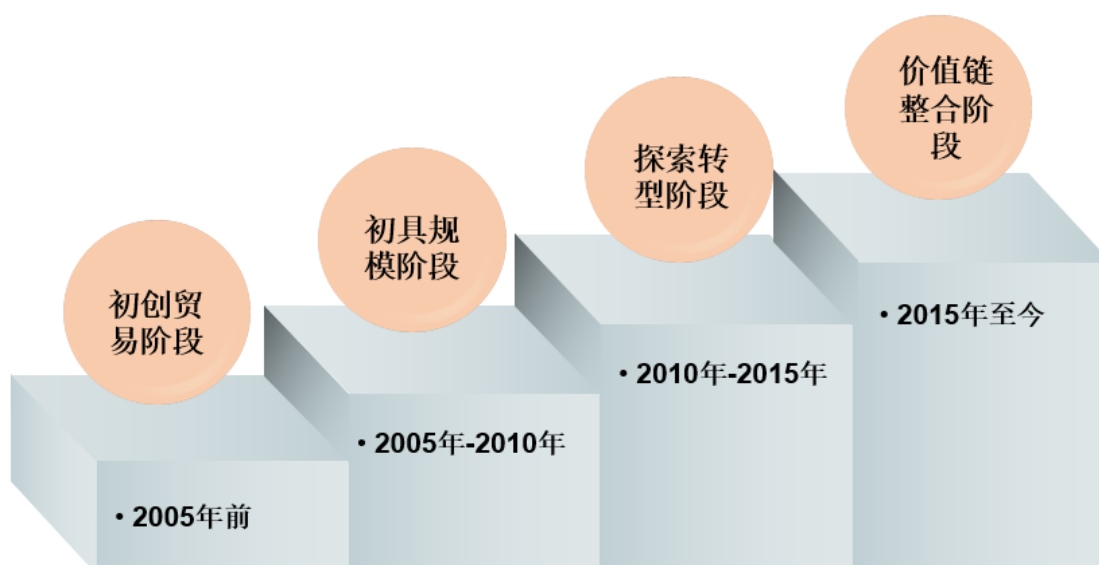 初创贸
易阶段
• 2005年前
初具规
模阶段
• 2005年-2010年
探索转
型阶段
• 2010年-2015年
价值链
整合阶
段
• 2015年至今